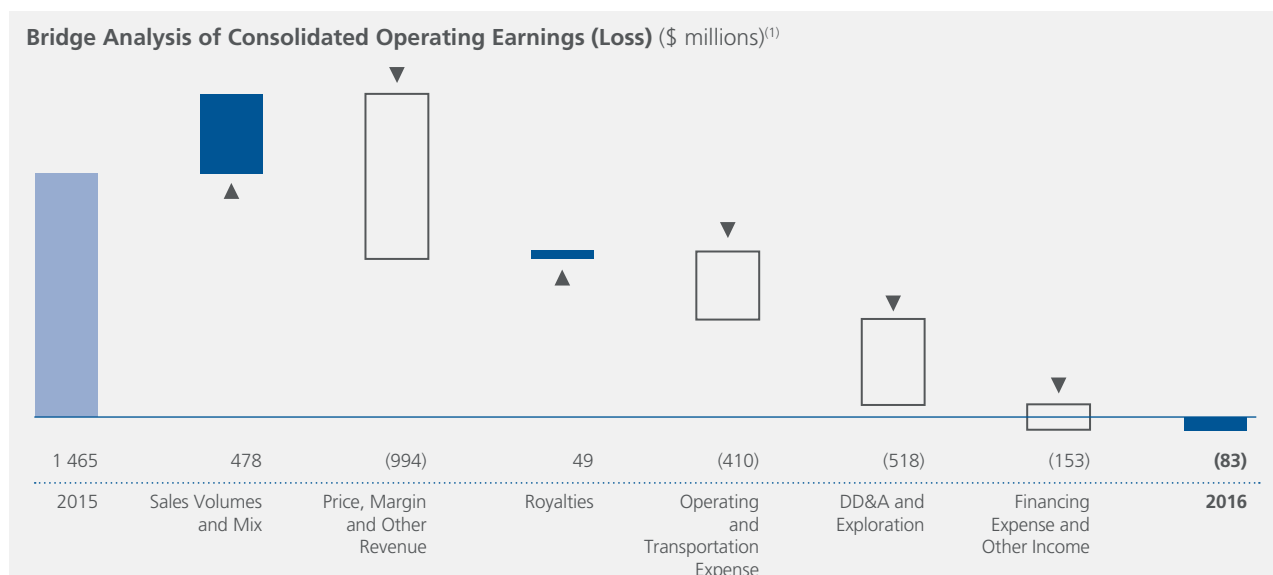 Bridge Analysis of Consolidated Operating Earnings (Loss) ($ millions)(1)
1 465 478 (994) 49 (410) (518) (153) (83)
2015
Sales Volumes
and Mix
Price, Margin
and Other
Revenue
Royalties
Operating
and
Transportation
Expense
DD&A and
Exploration
Financing
Expense and
Other Income
2016